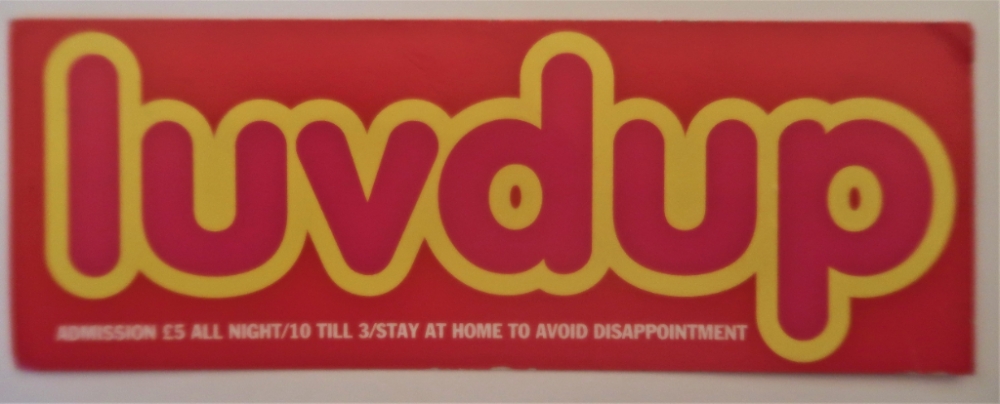 luvdup
ADMISSION £5 ALL NIGHT/10 TILL 3/STAY AT HOME TO AVOID DISAPPOINTMENT